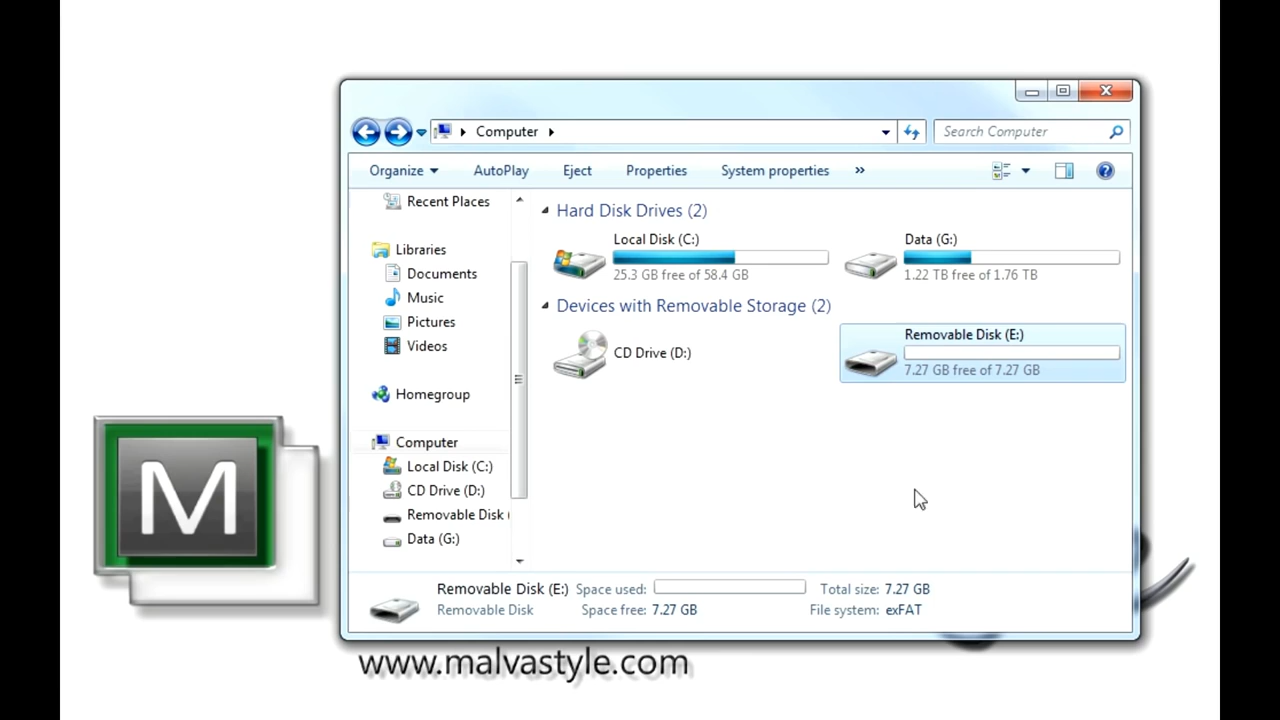 Computer
Search Computer
Organize AutoPlay Eject Properties System properties »
Recent Places
Libraries
Documents
Music
Pictures
Videos
Homegroup
Computer
Local Disk (C:)
CD Drive (D:)
Removable Disk (
Data (G:)
Hard Disk Drives (2)
Local Disk (C:)
25.3 GB free of 58.4 GB
Data (G:)
1.22 TB free of 1.76 TB
Devices with Removable Storage (2)
CD Drive (D:)
Removable Disk (E:)
7.27 GB free of 7.27 GB
Removable Disk (E:) Space used: Total size: 7.27 GB
Removable Disk Space free: 7.27 GB File system: exFAT
M
www.malvastyle.com